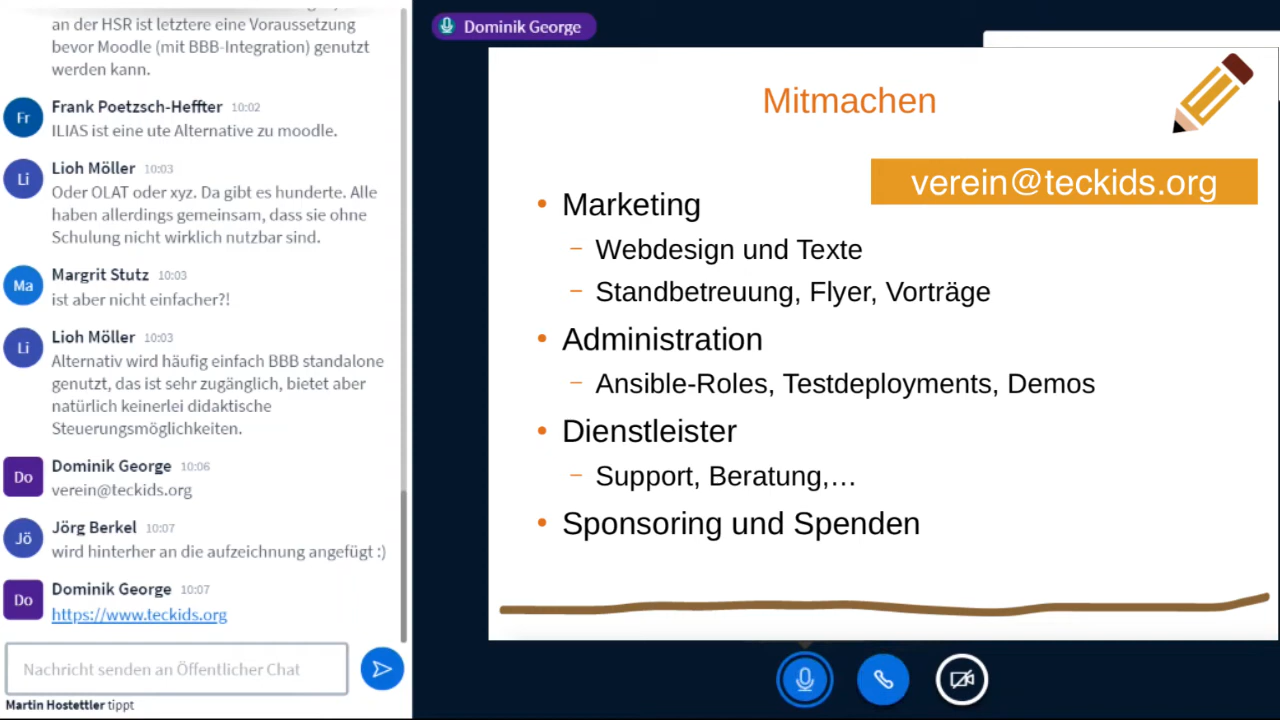 an der HSR ist letztere eine Voraussetzung
bevor Moodle (mit BBB-Integration) genutzt
werden kann.
Fr
Frank Poetzsch-Heffter 10:02
ILIAS ist eine ute Alternative zu moodle.
Li
Lioh Möller 10:03
Oder OLAT oder xyz. Da gibt es hunderte. Alle
haben allerdings gemeinsam, dass sie ohne
Schulung nicht wirklich nutzbar sind.
Ma
Margrit Stutz 10:03
ist aber nicht einfacher?!
Li
Lioh Möller 10:03
Alternativ wird häufig einfach BBB standalone
genutzt, das ist sehr zugänglich, bietet aber
natürlich keinerlei didaktische
Steuerungsmöglichkeiten.
Do
Dominik George 10:06
verein@teckids.org
Jö
Jörg Berkel 10:07
wird hinterher an die aufzeichnung angefügt :)
Do
Dominik George 10:07
https://www.teckids.org
Nachricht senden an Öffentlicher Chat
Martin Hostettler tippt
Dominik George
Mitmachen
verein@teckids.org
• Marketing
– Webdesign und Texte
– Standbetreuung, Flyer, Vorträge
• Administration
– Ansible-Roles, Testdeployments, Demos
• Dienstleister
– Support, Beratung,…
• Sponsoring und Spenden